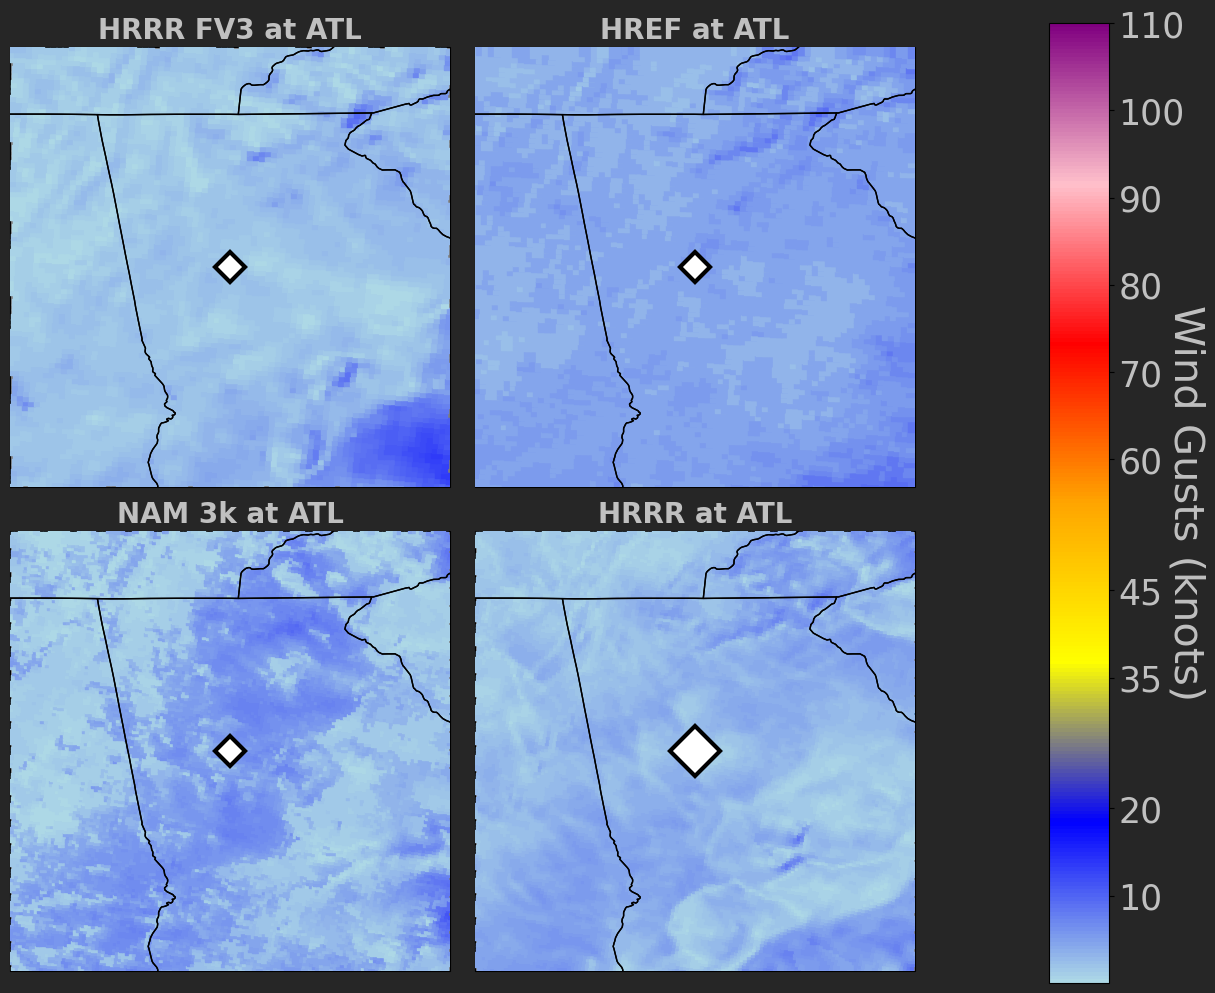 HRRR FV3 at ATL
HREF at ATL
NAM 3k at ATL
HRRR at ATL
110
100
90
80
70
60
45
35
20
10
Wind Gusts (knots)